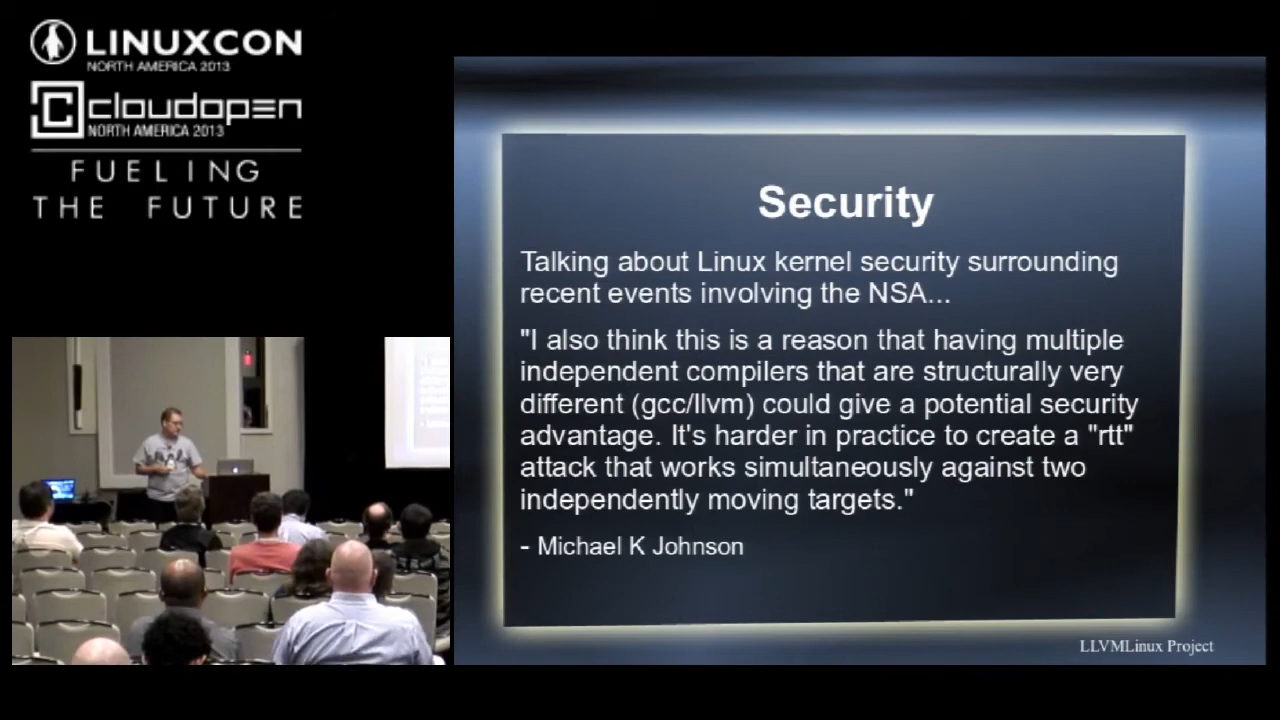 LINUXCON
NORTH AMERICA 2013
cloudopen
NORTH AMERICA 2013
FUELING
THE FUTURE
Security
Talking about Linux kernel security surrounding
recent events involving the NSA...
"I also think this is a reason that having multiple
independent compilers that are structurally very
different (gcc/llvm) could give a potential security
advantage. It's harder in practice to create a "rtt"
attack that works simultaneously against two
independently moving targets."
- Michael K Johnson
LLVMLinux Project